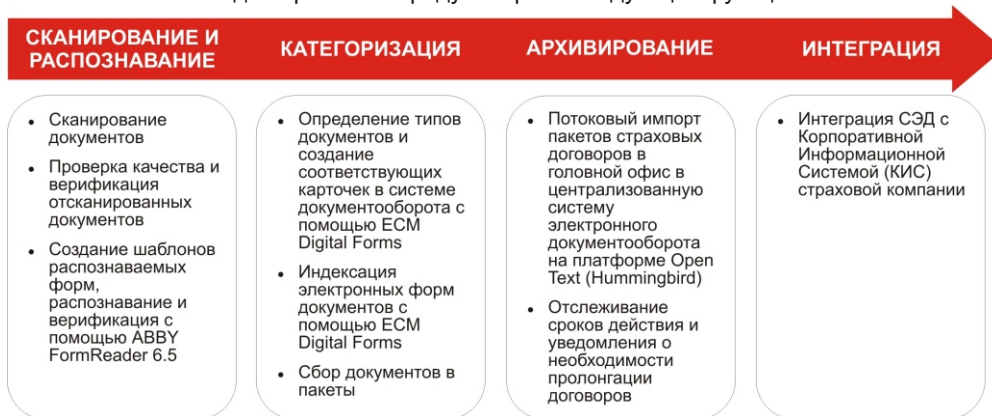 СКАНИРОВАНИЕ И
РАСПОЗНАВАНИЕ
КАТЕГОРИЗАЦИЯ
АРХИВИРОВАНИЕ
ИНТЕГРАЦИЯ
• Сканирование
документов
• Проверка качества и
верификация
отсканированных
документов
• Создание шаблонов
распознаваемых
форм,
распознавание и
верификация с
помощью ABBY
FormReader 6.5
• Определение типов
документов и
создание
соответствующих
карточек в системе
документооборота с
помощью ECM
Digital Forms
• Индексация
электронных форм
документов с
помощью ECM
Digital Forms
• Сбор документов в
пакеты
• Потоковый импорт
пакетов страховых
договоров в
головной офис в
централизованную
систему
электронного
документооборота
на платформе Open
Text (Hummingbird)
• Отслеживание
сроков действия и
уведомления о
необходимости
пролонгации
договоров
• Интеграция СЭД с
Корпоративной
Информационной
Системой (КИС)
страховой компании